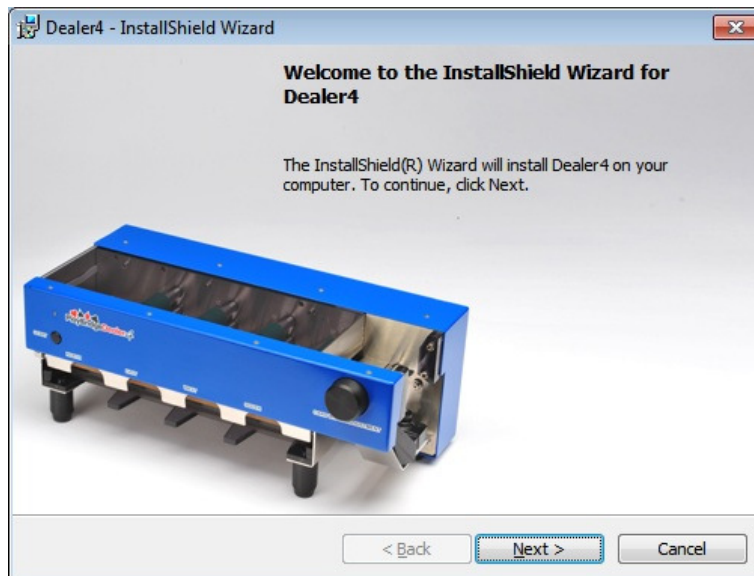 Dealer4 - InstallShield Wizard
Welcome to the InstallShield Wizard for
Dealer4
The InstallShield(R) Wizard will install Dealer4 on your
computer. To continue, click Next.
PlayBridgeDealer4
< Back
Next >
Cancel